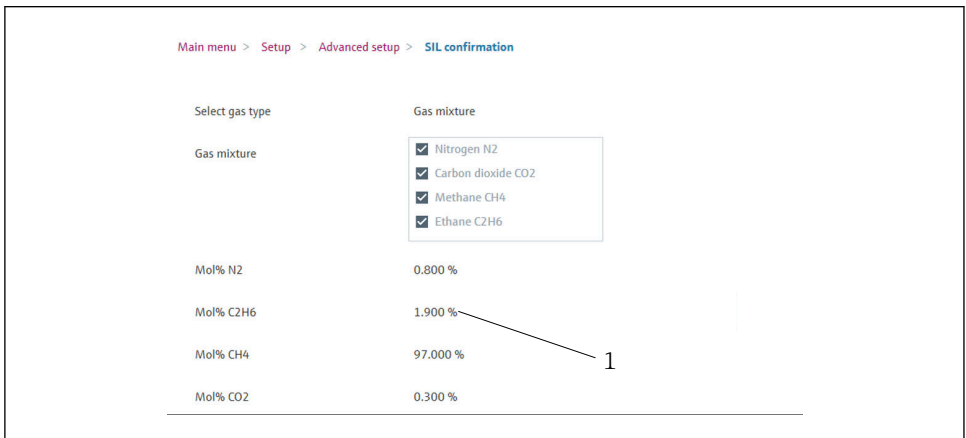 Main menu > Setup > Advanced setup > SIL confirmation
Select gas type Gas mixture
Gas mixture
Nitrogen N2
Carbon dioxide CO2
Methane CH4
Ethane C2H6
Mol% N2 0.800 %
Mol% C2H6 1.900 %
1
Mol% CH4 97.000 %
Mol% CO2 0.300 %